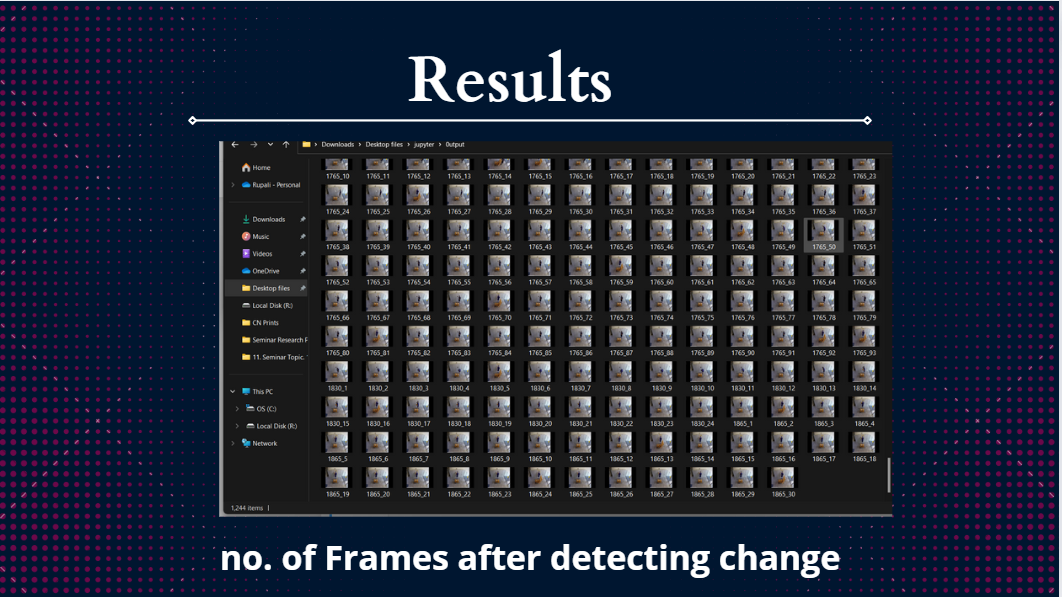 Results
Downloads > Desktop files > jupyter > Output
Home
Rupali - Personal
Downloads
Music
Videos
OneDrive
Desktop files
Local Disk (R:)
CN Prints
Seminar Research F
11. Seminar Topic.
This PC
OS (C:)
Local Disk (R:)
Network
1765_10 1765_11 1765_12 1765_13 1765_14 1765_15 1765_16 1765_17 1765_18 1765_19 1765_20 1765_21 1765_22 1765_23
1765_24 1765_25 1765_26 1765_27 1765_28 1765_29 1765_30 1765_31 1765_32 1765_33 1765_34 1765_35 1765_36 1765_37
1765_38 1765_39 1765_40 1765_41 1765_42 1765_43 1765_44 1765_45 1765_46 1765_47 1765_48 1765_49 1765_50 1765_51
1765_52 1765_53 1765_54 1765_55 1765_56 1765_57 1765_58 1765_59 1765_60 1765_61 1765_62 1765_63 1765_64 1765_65
1765_66 1765_67 1765_68 1765_69 1765_70 1765_71 1765_72 1765_73 1765_74 1765_75 1765_76 1765_77 1765_78 1765_79
1765_80 1765_81 1765_82 1765_83 1765_84 1765_85 1765_86 1765_87 1765_88 1765_89 1765_90 1765_91 1765_92 1765_93
1830_1 1830_2 1830_3 1830_4 1830_5 1830_6 1830_7 1830_8 1830_9 1830_10 1830_11 1830_12 1830_13 1830_14
1830_15 1830_16 1830_17 1830_18 1830_19 1830_20 1830_21 1830_22 1830_23 1830_24 1865_1 1865_2 1865_3 1865_4
1865_5 1865_6 1865_7 1865_8 1865_9 1865_10 1865_11 1865_12 1865_13 1865_14 1865_15 1865_16 1865_17 1865_18
1865_19 1865_20 1865_21 1865_22 1865_23 1865_24 1865_25 1865_26 1865_27 1865_28 1865_29 1865_30
1,244 items
no. of Frames after detecting change